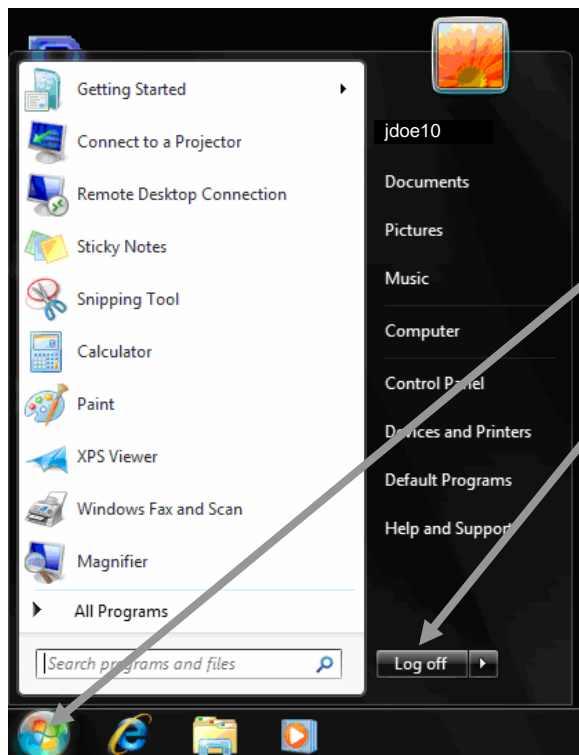 Getting Started
Connect to a Projector
Remote Desktop Connection
Sticky Notes
Snipping Tool
Calculator
Paint
XPS Viewer
Windows Fax and Scan
Magnifier
All Programs
Search programs and files
jdoe10
Documents
Pictures
Music
Computer
Control Panel
Devices and Printers
Default Programs
Help and Support
Log off